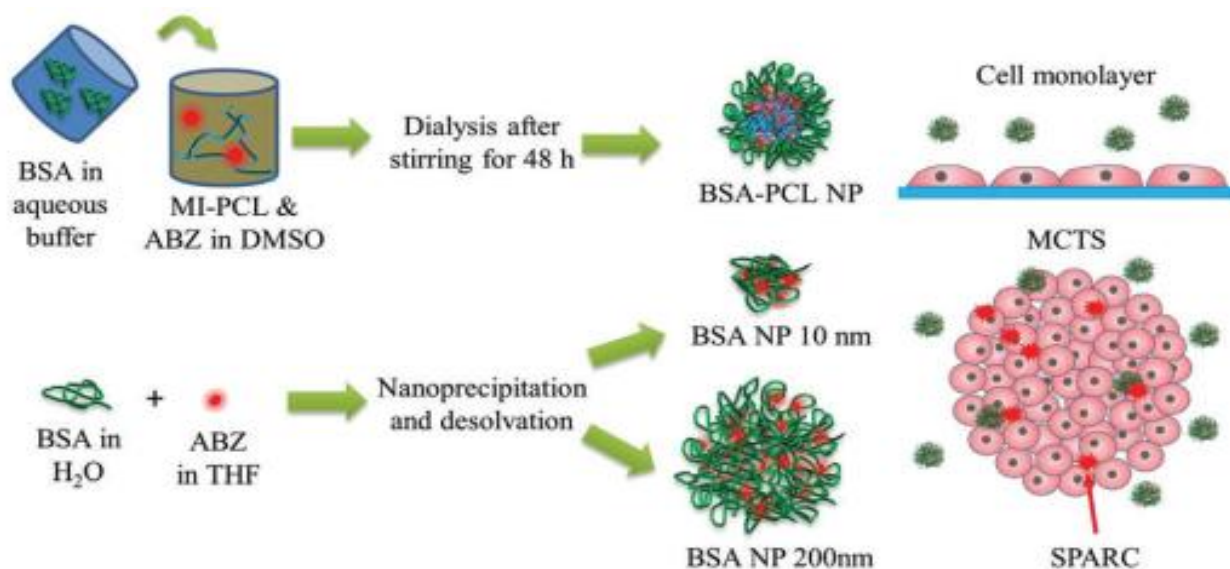 BSA in
aqueous
buffer
MI-PCL &
ABZ in DMSO
Dialysis after
stirring for 48 h
BSA-PCL NP
Cell monolayer
MCTS
BSA in
H₂O
+
ABZ
in THF
Nanoprecipitation
and desolvation
BSA NP 10 nm
BSA NP 200nm
SPARC